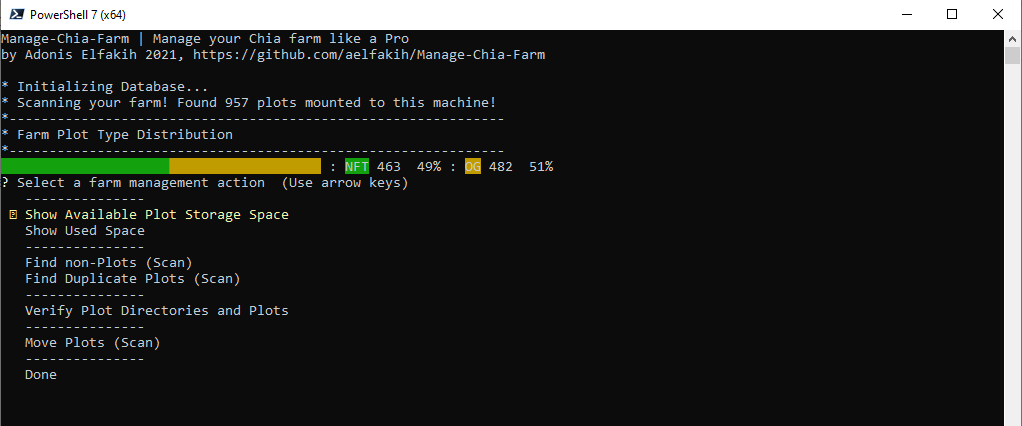 PowerShell 7 (x64)
Manage-Chia-Farm | Manage your Chia farm like a Pro
by Adonis Elfakih 2021, https://github.com/aelfakih/Manage-Chia-Farm
* Initializing Database...
* Scanning your farm! Found 957 plots mounted to this machine!
*--------------------------------------------------------------
* Farm Plot Type Distribution
*--------------------------------------------------------------
: NFT 463  49% : OG 482  51%
? Select a farm management action  (Use arrow keys)
---------------
Show Available Plot Storage Space
Show Used Space
---------------
Find non-Plots (Scan)
Find Duplicate Plots (Scan)
---------------
Verify Plot Directories and Plots
---------------
Move Plots (Scan)
---------------
Done